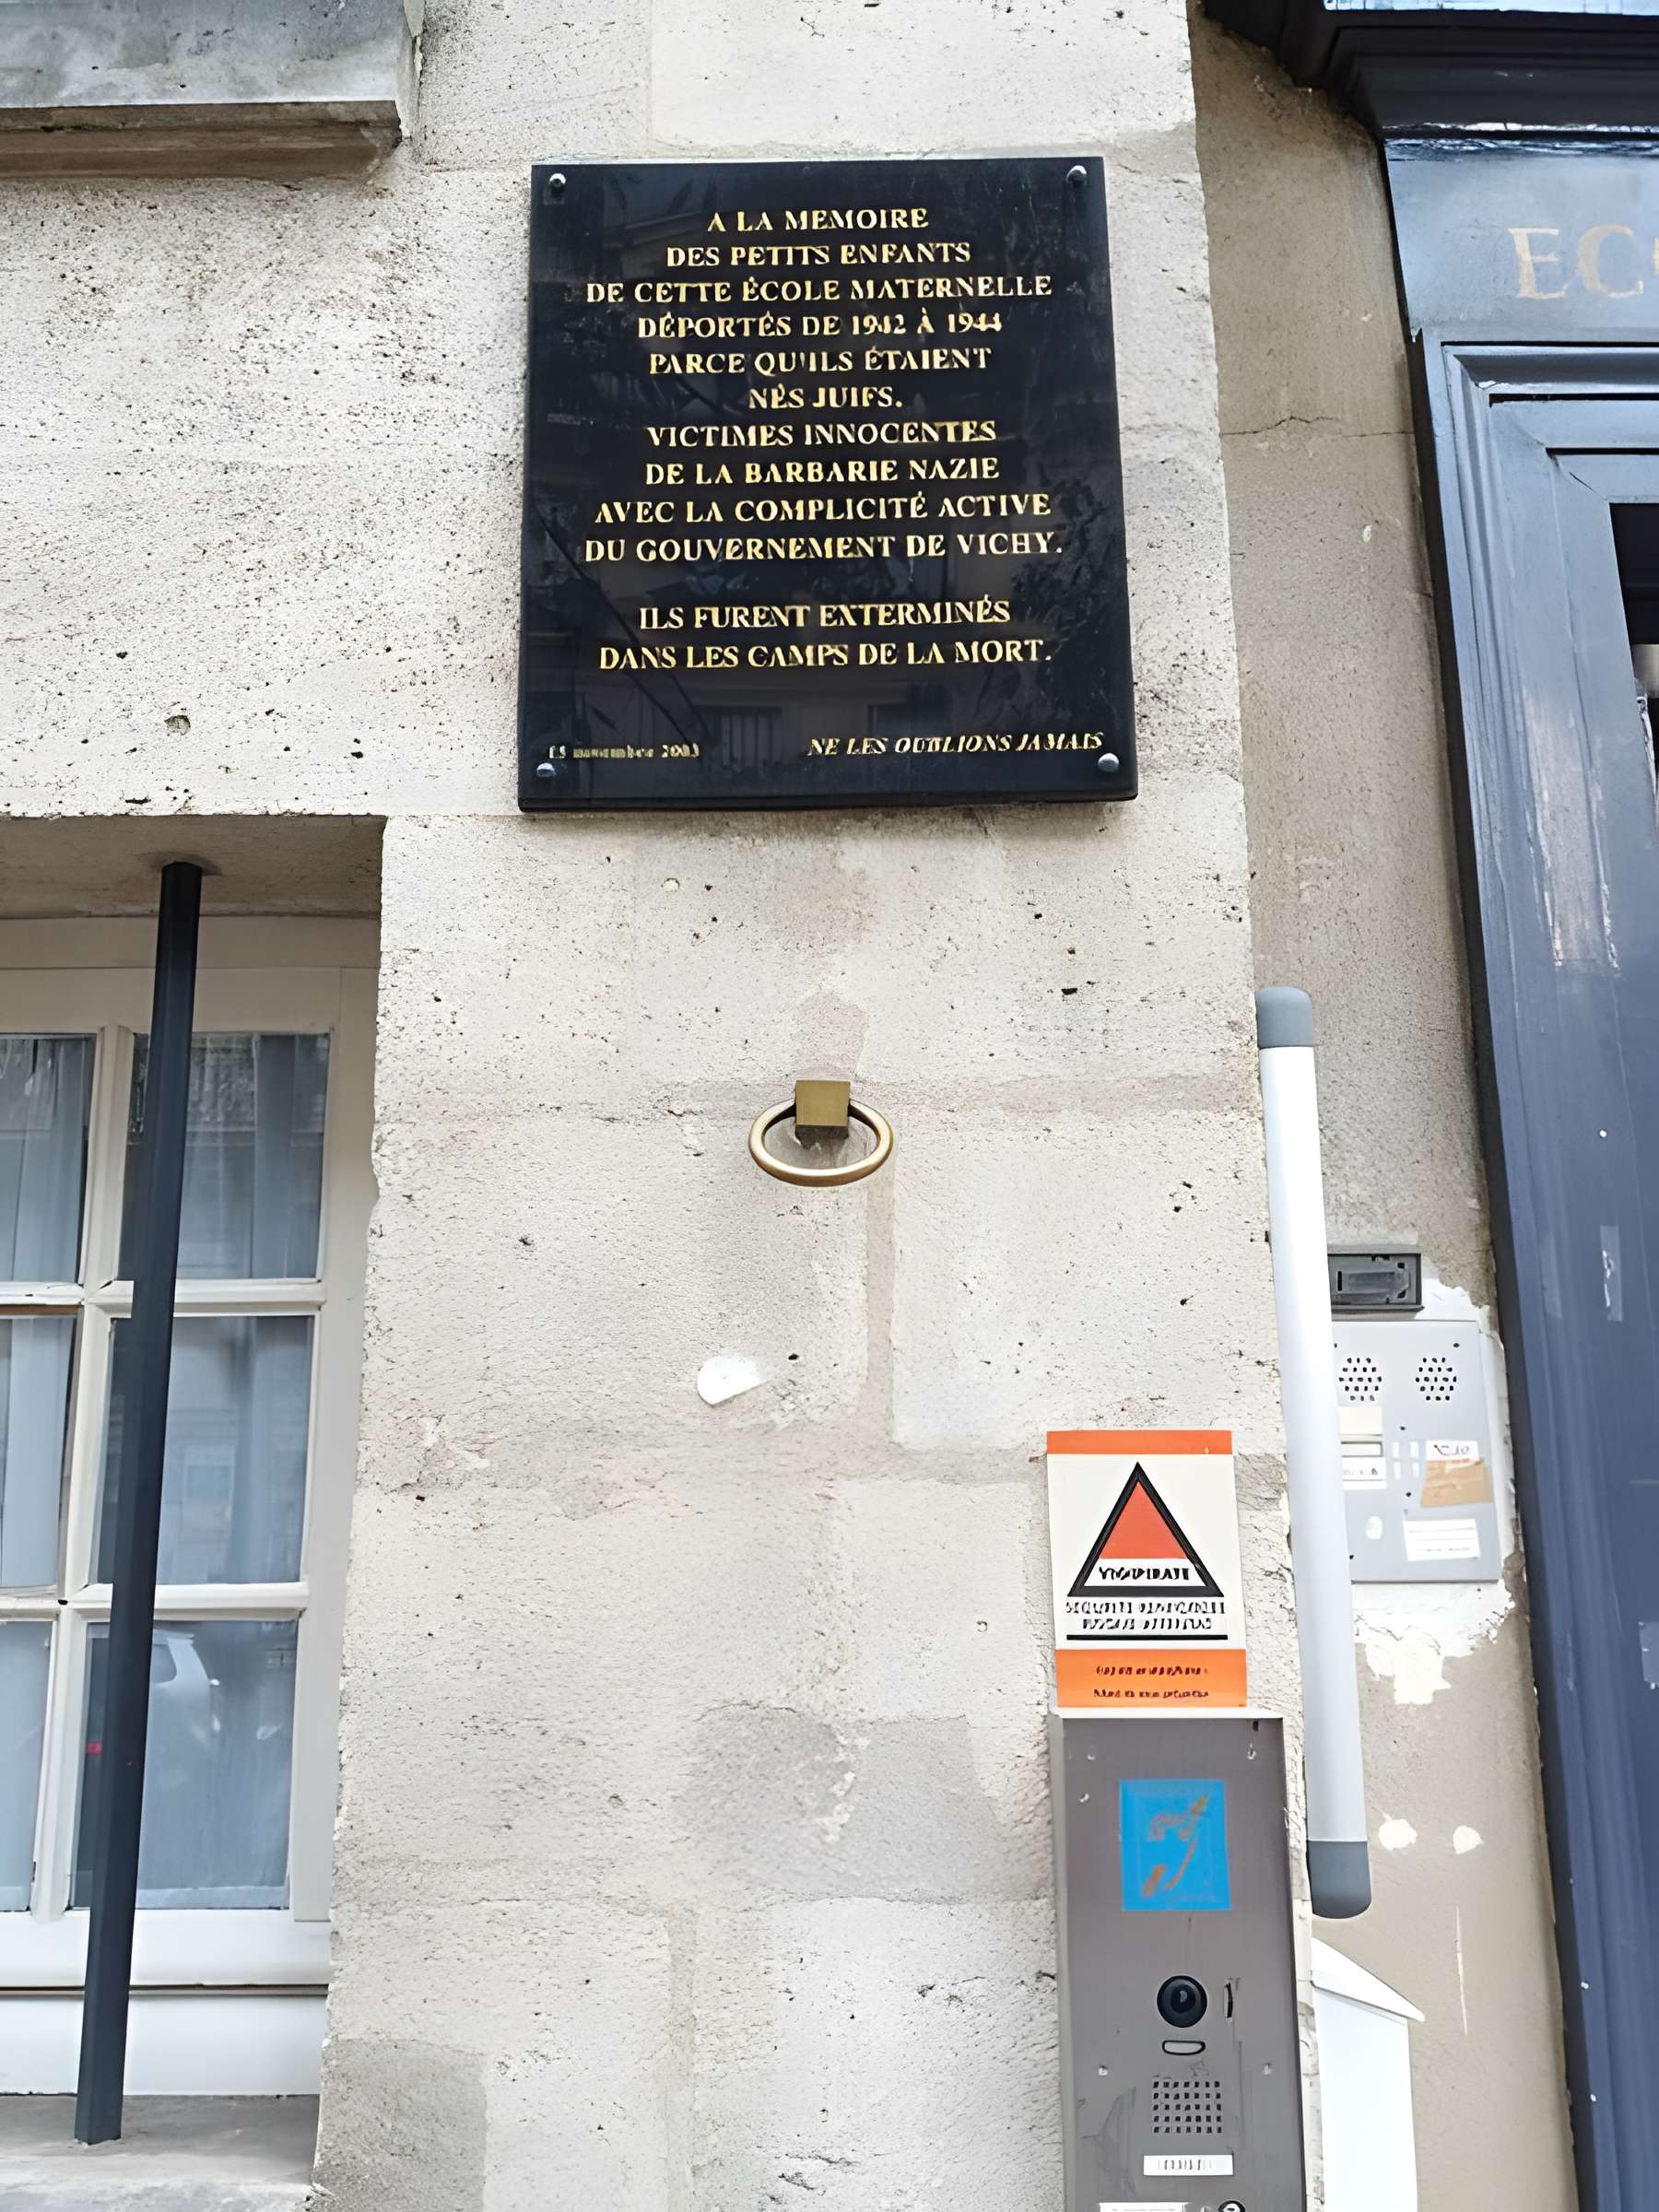 A LA MEMOIRE
DES PETITS ENFANTS
DE CETTE ÉCOLE MATERNELLE
DÉPORTÉS DE 1942 À 1944
PARCE QU'ILS ÉTAIENT
NÉS JUIFS.
VICTIMES INNOCENTES
DE LA BARBARIE NAZIE
AVEC LA COMPLICITÉ ACTIVE
DU GOUVERNEMENT DE VICHY.
ILS FURENT EXTERMINÉS
DANS LES CAMPS DE LA MORT.
NE LES OUBLIONS JAMAIS
EC
VIGIPIRATE